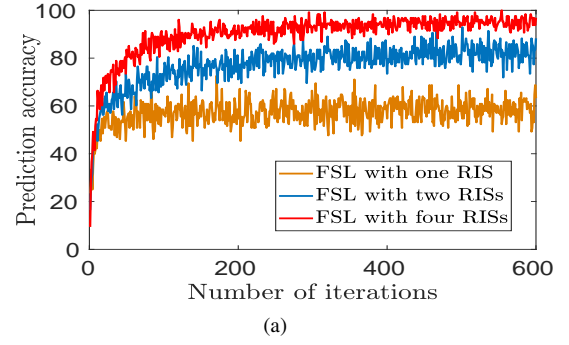 100
80
60
40
20
0
Prediction accuracy
FSL with one RIS
FSL with two RISs
FSL with four RISs
0 200 400 600
Number of iterations
(a)